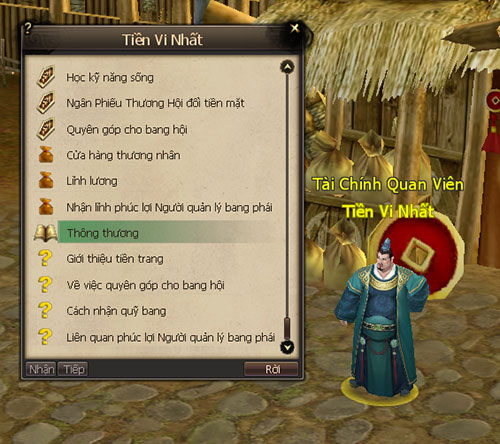 Tiền Vi Nhất
Học kỹ năng sống
Ngân Phiếu Thương Hội đổi tiền mặt
Quyên góp cho bang hội
Cửa hàng thương nhân
Lĩnh lương
Nhận lĩnh phúc lợi Người quản lý bang phái
Thông thương
Giới thiệu tiền trang
Về việc quyên góp cho bang hội
Cách nhận quỹ bang
Liên quan phúc lợi Người quản lý bang phái
Nhận Tiếp Rời
Tài Chính Quan Viên
Tiền Vi Nhất